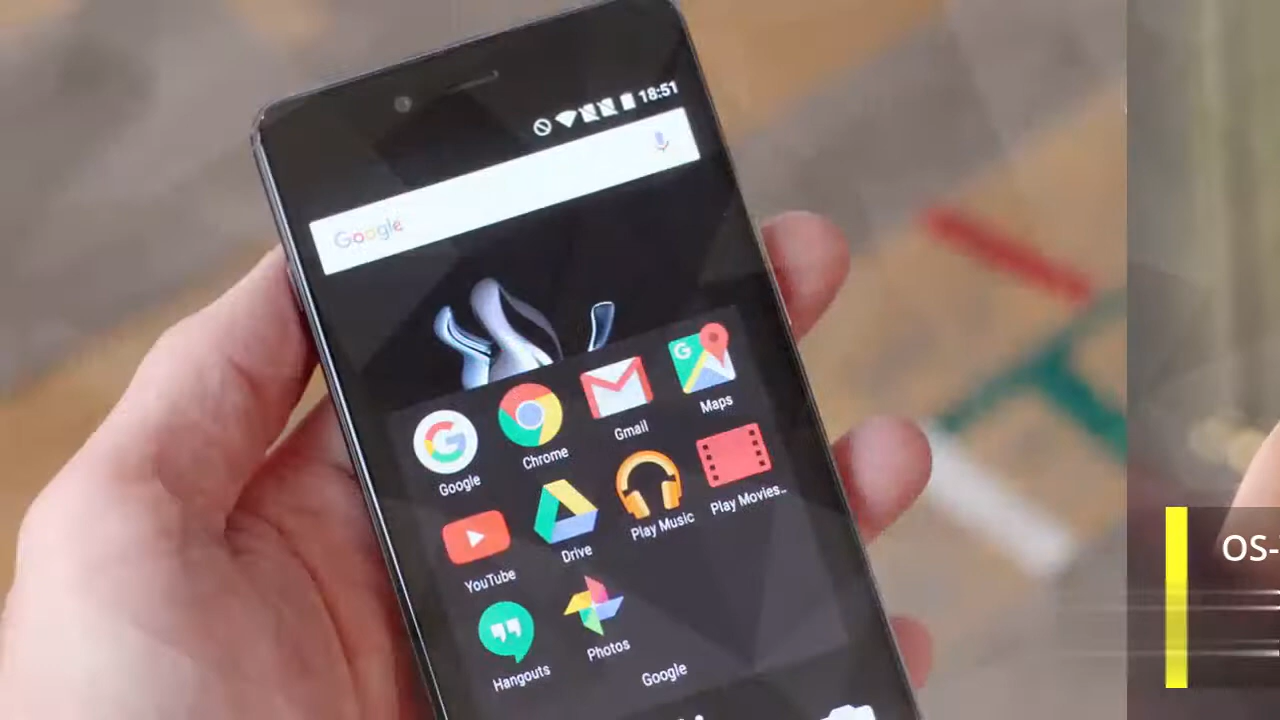 18:51
Google
Google
Chrome
Gmail
Maps
YouTube
Drive
Play Music
Play Movies..
Hangouts
Photos
Google
OS-